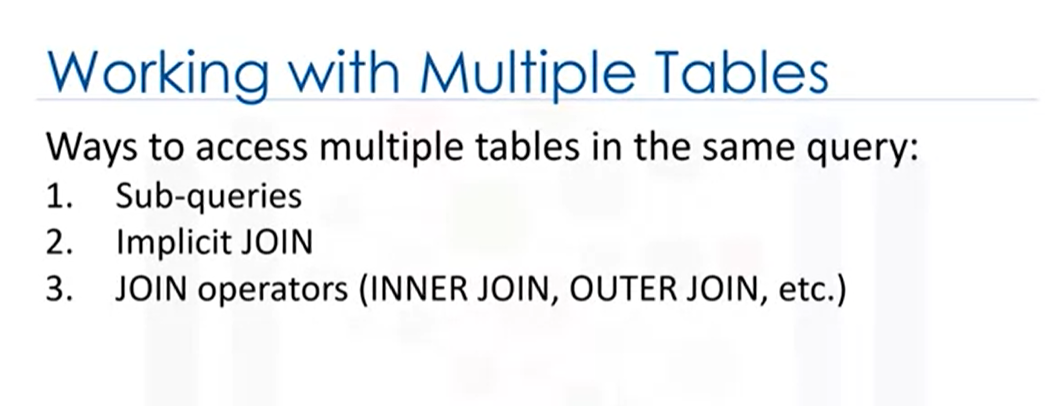 Working with Multiple Tables
Ways to access multiple tables in the same query:
1. Sub-queries
2. Implicit JOIN
3. JOIN operators (INNER JOIN, OUTER JOIN, etc.)